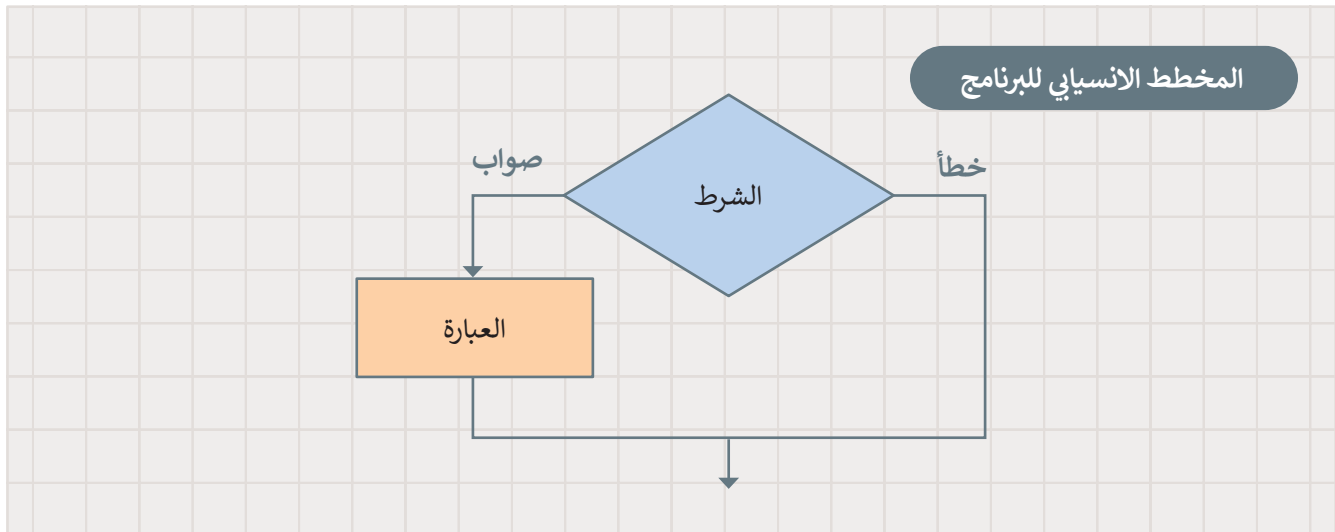 المخطط الانسيابي للبرنامج
خطأ
صواب
الشرط
العبارة